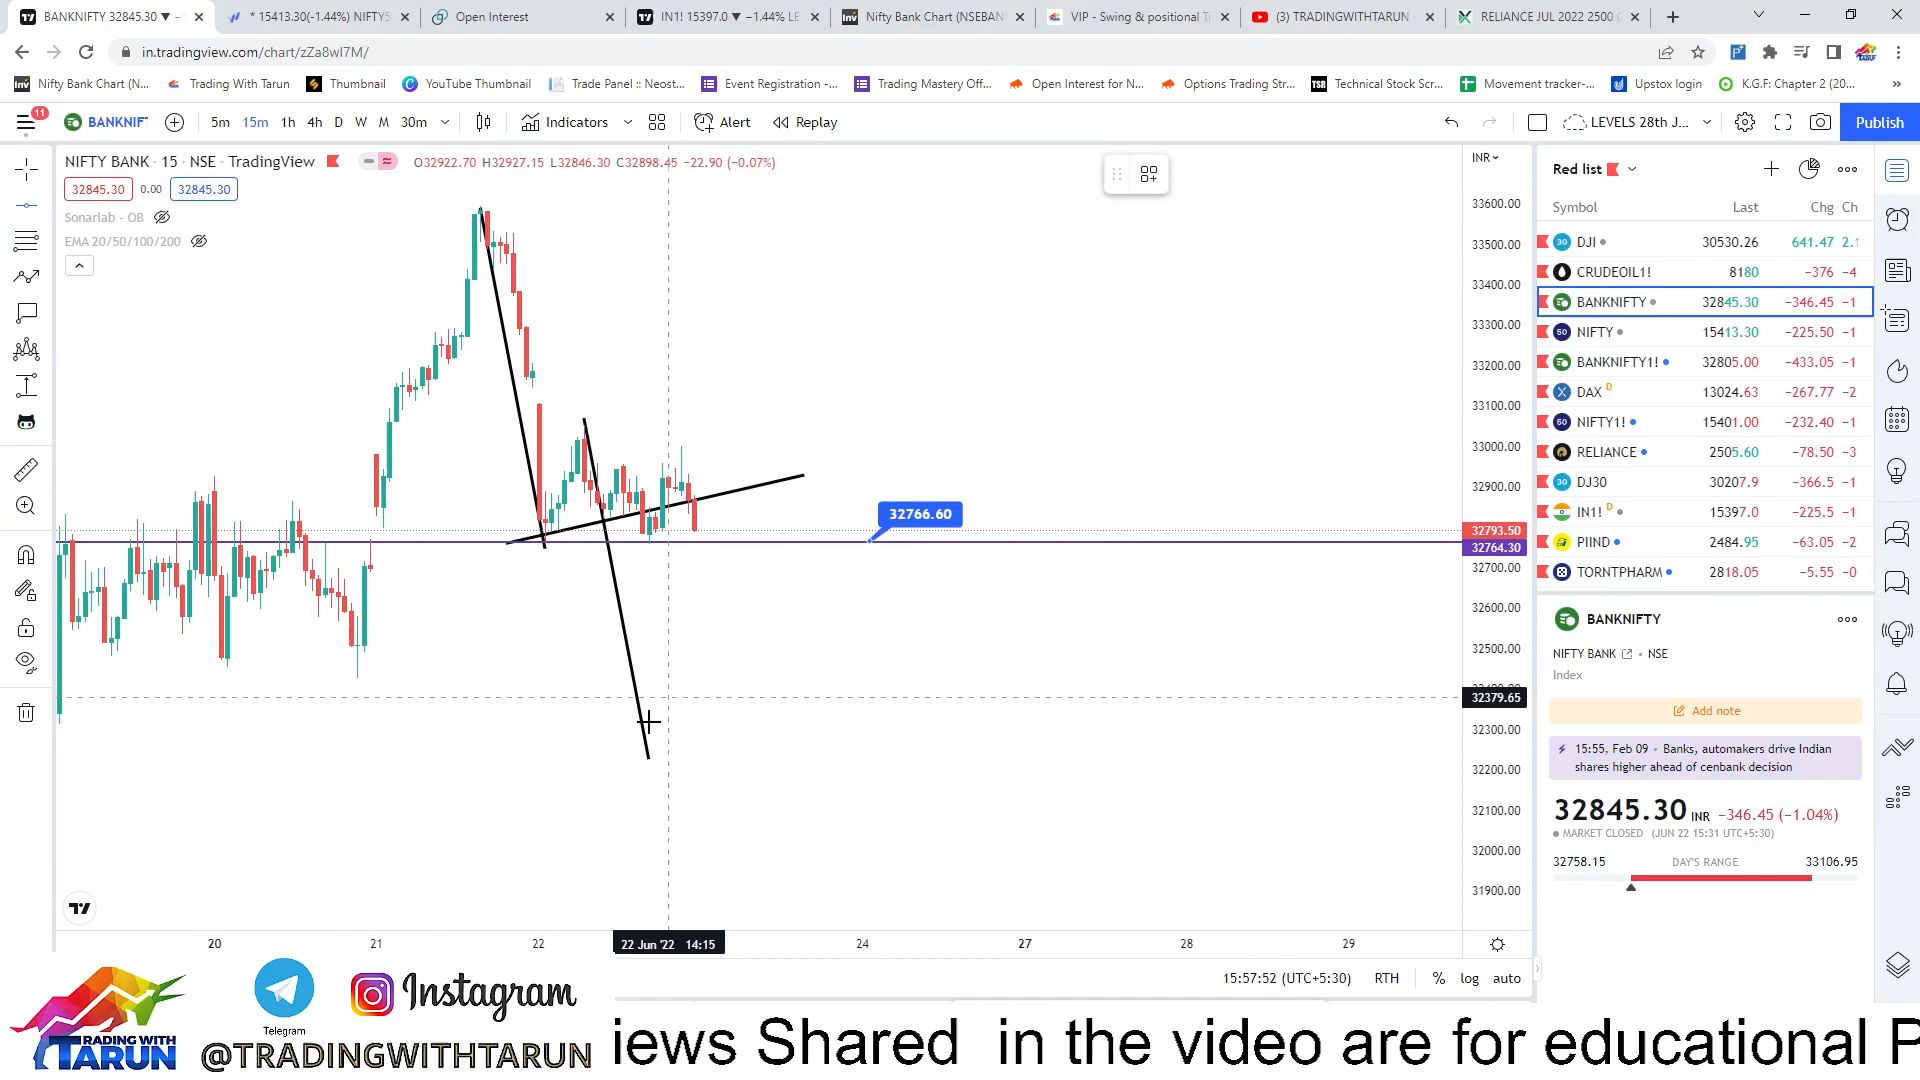 BANKNIFTY 32845.30 ▼ −
* 15413.30(-1.44%) NIFTY5
Open Interest
IN1! 15397.0 ▼ −1.44% LE
Nifty Bank Chart (NSEBAN
VIP - Swing & positional T
(3) TRADINGWITHTARUN
RELIANCE JUL 2022 2500
in.tradingview.com/chart/zZa8wI7M/
Nifty Bank Chart (N...
Trading With Tarun
Thumbnail
YouTube Thumbnail
Trade Panel :: Neost...
Event Registration -...
Trading Mastery Off...
Open Interest for N...
Options Trading Str...
Technical Stock Scr...
Movement tracker-...
Upstox login
K.G.F: Chapter 2 (20...
11
BANKNIF
5m 15m 1h 4h D W M 30m
Indicators
Alert
Replay
LEVELS 28th J...
Publish
NIFTY BANK · 15 · NSE · TradingView
O32922.70 H32927.15 L32846.30 C32898.45 −22.90 (−0.07%)
32845.30 0.00 32845.30
Sonarlab - OB
EMA 20/50/100/200
INR
33600.00
33500.00
33400.00
33300.00
33200.00
33100.00
33000.00
32900.00
32766.60
32793.50
32764.30
32700.00
32600.00
32500.00
32379.65
32300.00
32200.00
32100.00
32000.00
31900.00
20 21 22 22 Jun '22 14:15 24 27 28 29
15:57:52 (UTC+5:30) RTH % log auto
Red list
Symbol Last Chg Ch
DJI 30530.26 641.47 2.1
CRUDEOIL1! 8180 −376 −4
BANKNIFTY 32845.30 −346.45 −1
NIFTY 15413.30 −225.50 −1
BANKNIFTY1! 32805.00 −433.05 −1
DAX D 13024.63 −267.77 −2
NIFTY1! 15401.00 −232.40 −1
RELIANCE 2505.60 −78.50 −3
DJ30 30207.9 −366.5 −1
IN1! D 15397.0 −225.5 −1
PIIND 2484.95 −63.05 −2
TORNTPHARM 2818.05 −5.55 −0
BANKNIFTY
NIFTY BANK • NSE
Index
Add note
15:55, Feb 09 • Banks, automakers drive Indian
shares higher ahead of cenbank decision
32845.30 INR −346.45 (−1.04%)
MARKET CLOSED (JUN 22 15:31 UTC+5:30)
32758.15 DAY'S RANGE 33106.95
TRADING WITH
TARUN
Telegram
Instagram
@TRADINGWITHTARUN
iews Shared in the video are for educational P